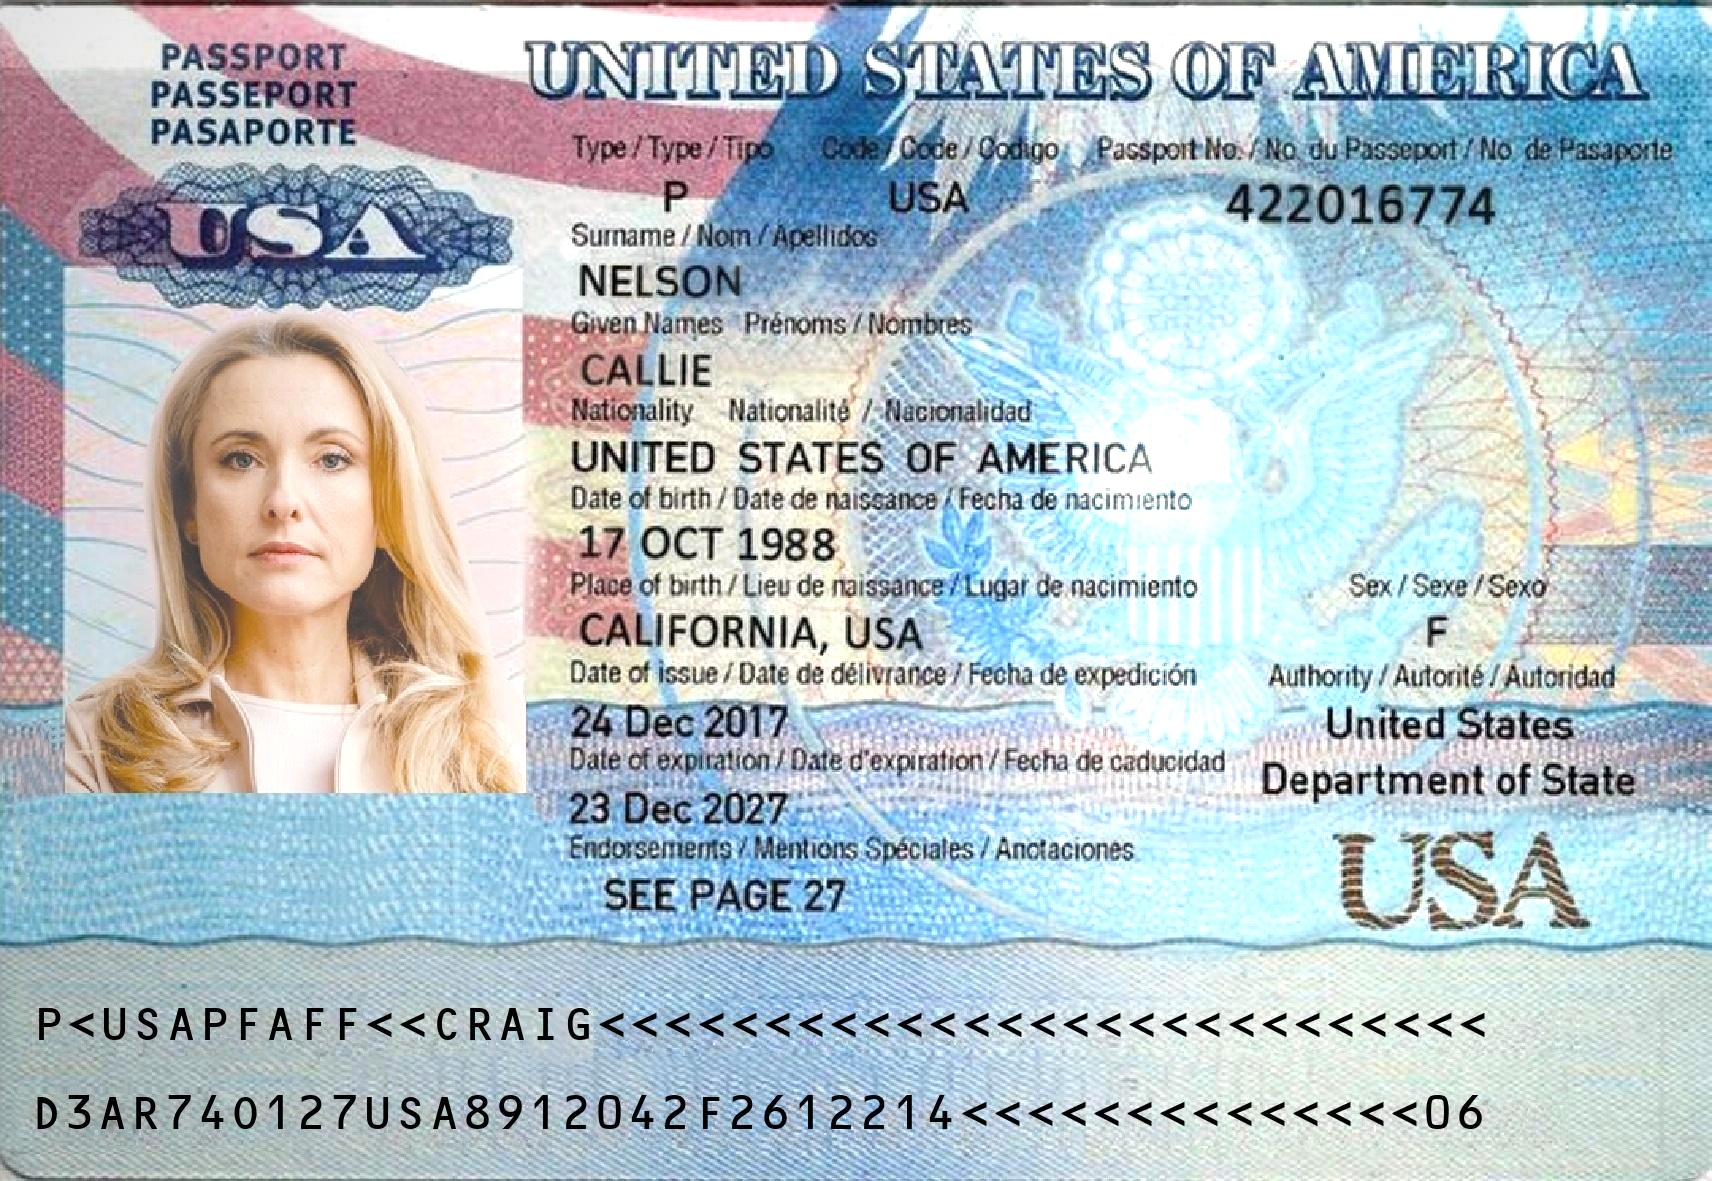 PASSPORT
PASSEPORT
PASAPORTE
USA
UNITED STATES OF AMERICA
Type / Type / Tipo Code / Code / Codigo Passport No. / No. du Passeport / No de Pasaporte
P USA 422016774
Surname / Nom / Apellidos
NELSON
Given Names Prénoms / Nombres
CALLIE
Nationality Nationalité / Nacionalidad
UNITED STATES OF AMERICA
Date of birth / Date de naissance / Fecha de nacimiento
17 OCT 1988
Place of birth / Lieu de naissance / Lugar de nacimiento Sex / Sexe / Sexo
CALIFORNIA, USA F
Date of issue / Date de délivrance / Fecha de expedición Authority / Autorité / Autoridad
24 Dec 2017 United States
Date of expiration / Date d'expiration / Fecha de caducidad Department of State
23 Dec 2027
Endorsements / Mentions Spéciales / Anotaciones
SEE PAGE 27 USA
P<USAPFAFF<<CRAIG<<<<<<<<<<<<<<<<<<<<<<<<<<<
D3AR740127USA8912042F2612214<<<<<<<<<<<<<<06